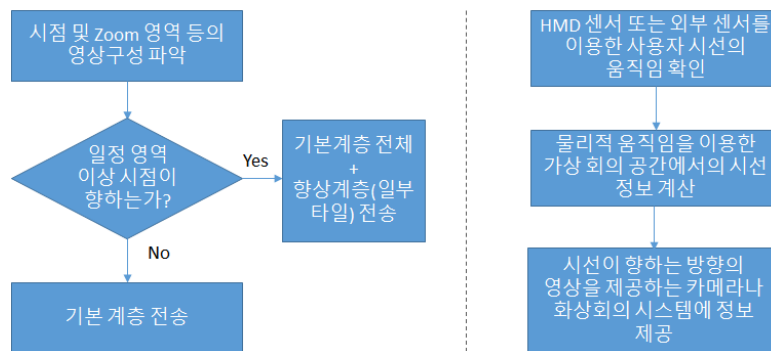 시점 및 Zoom 영역 등의
영상구성 파악
일정 영역
이상 시점이
향하는가?
Yes
기본계층 전체
+
향상계층(일부
타일) 전송
No
기본 계층 전송
HMD 센서 또는 외부 센서를
이용한 사용자 시선의
움직임 확인
물리적 움직임을 이용한
가상 회의 공간에서의 시선
정보 계산
시선이 향하는 방향의
영상을 제공하는 카메라나
화상회의 시스템에 정보
제공